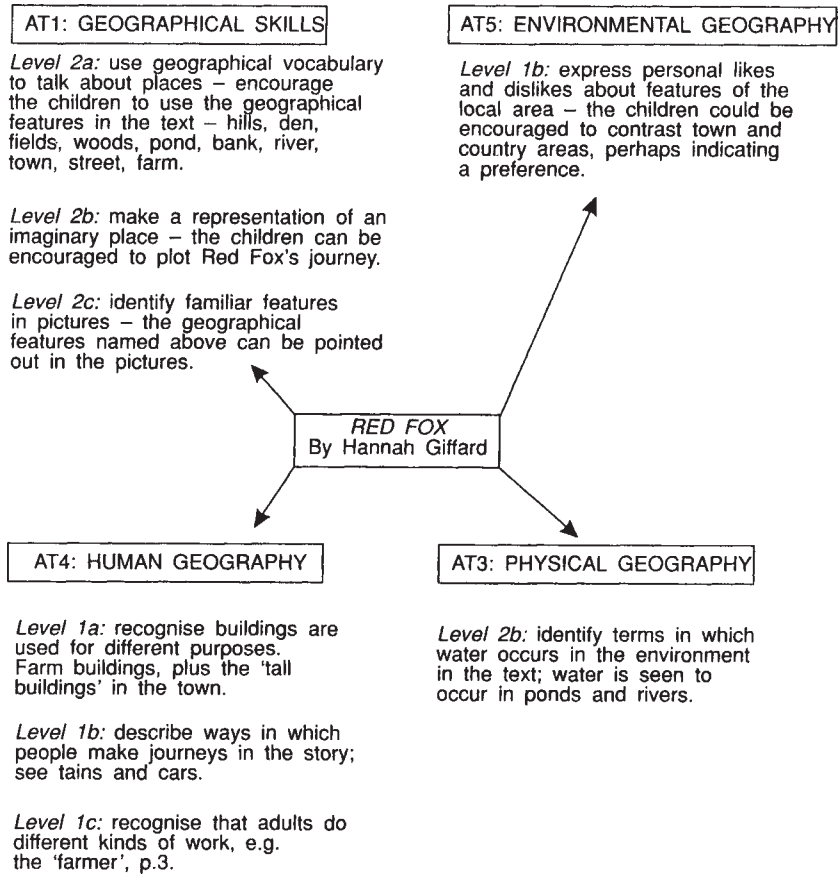 AT1: GEOGRAPHICAL SKILLS
Level 2a: use geographical vocabulary
to talk about places – encourage
the children to use the geographical
features in the text – hills, den,
fields, woods, pond, bank, river,
town, street, farm.
Level 2b: make a representation of an
imaginary place – the children can be
encouraged to plot Red Fox's journey.
Level 2c: identify familiar features
in pictures – the geographical
features named above can be pointed
out in the pictures.
AT5: ENVIRONMENTAL GEOGRAPHY
Level 1b: express personal likes
and dislikes about features of the
local area – the children could be
encouraged to contrast town and
country areas, perhaps indicating
a preference.
RED FOX
By Hannah Giffard
AT4: HUMAN GEOGRAPHY
Level 1a: recognise buildings are
used for different purposes.
Farm buildings, plus the 'tall
buildings' in the town.
Level 1b: describe ways in which
people make journeys in the story;
see tains and cars.
Level 1c: recognise that adults do
different kinds of work, e.g.
the 'farmer', p.3.
AT3: PHYSICAL GEOGRAPHY
Level 2b: identify terms in which
water occurs in the environment
in the text; water is seen to
occur in ponds and rivers.